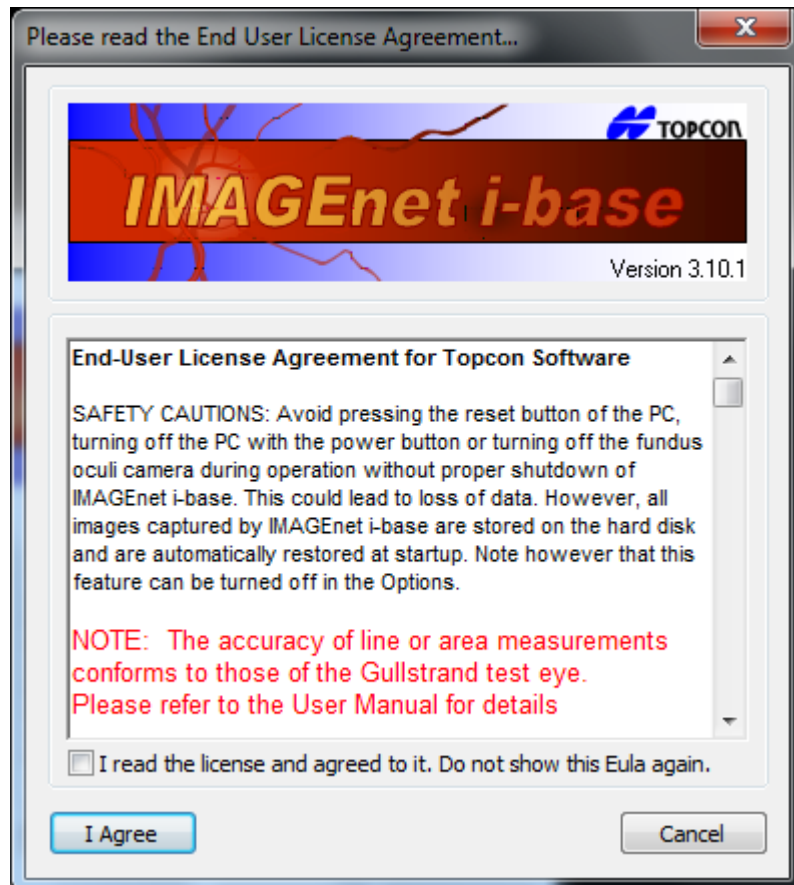 Please read the End User License Agreement...
TOPCON
IMAGEnet i-base
Version 3.10.1
End-User License Agreement for Topcon Software
SAFETY CAUTIONS: Avoid pressing the reset button of the PC,
turning off the PC with the power button or turning off the fundus
oculi camera during operation without proper shutdown of
IMAGEnet i-base. This could lead to loss of data. However, all
images captured by IMAGEnet i-base are stored on the hard disk
and are automatically restored at startup. Note however that this
feature can be turned off in the Options.
NOTE: The accuracy of line or area measurements
conforms to those of the Gullstrand test eye.
Please refer to the User Manual for details
I read the license and agreed to it. Do not show this Eula again.
I Agree
Cancel